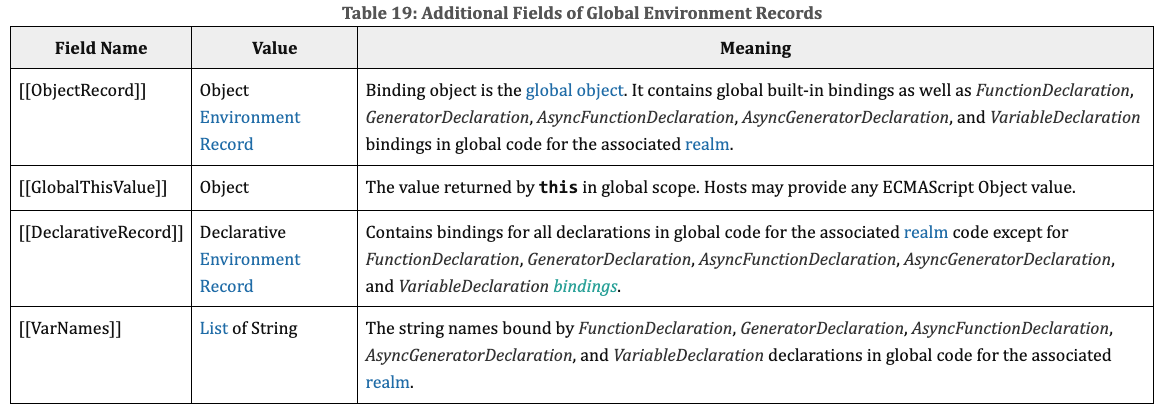 Table 19: Additional Fields of Global Environment Records
Field Name Value Meaning
[[ObjectRecord]] Object Binding object is the global object. It contains global built-in bindings as well as FunctionDeclaration,
Environment GeneratorDeclaration, AsyncFunctionDeclaration, AsyncGeneratorDeclaration, and VariableDeclaration
Record bindings in global code for the associated realm.
[[GlobalThisValue]] Object The value returned by this in global scope. Hosts may provide any ECMAScript Object value.
[[DeclarativeRecord]] Declarative Contains bindings for all declarations in global code for the associated realm code except for
Environment FunctionDeclaration, GeneratorDeclaration, AsyncFunctionDeclaration, AsyncGeneratorDeclaration,
Record and VariableDeclaration bindings.
[[VarNames]] List of String The string names bound by FunctionDeclaration, GeneratorDeclaration, AsyncFunctionDeclaration,
AsyncGeneratorDeclaration, and VariableDeclaration declarations in global code for the associated
realm.